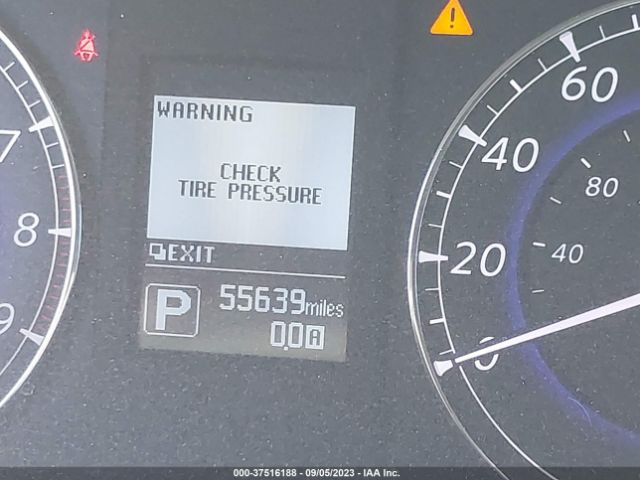 WARNING
CHECK
TIRE PRESSURE
EXIT
P
55639miles
0.0A
7
8
9
60
40
20
0
80
40
000-37516188 - 09/05/2023 - IAA Inc.